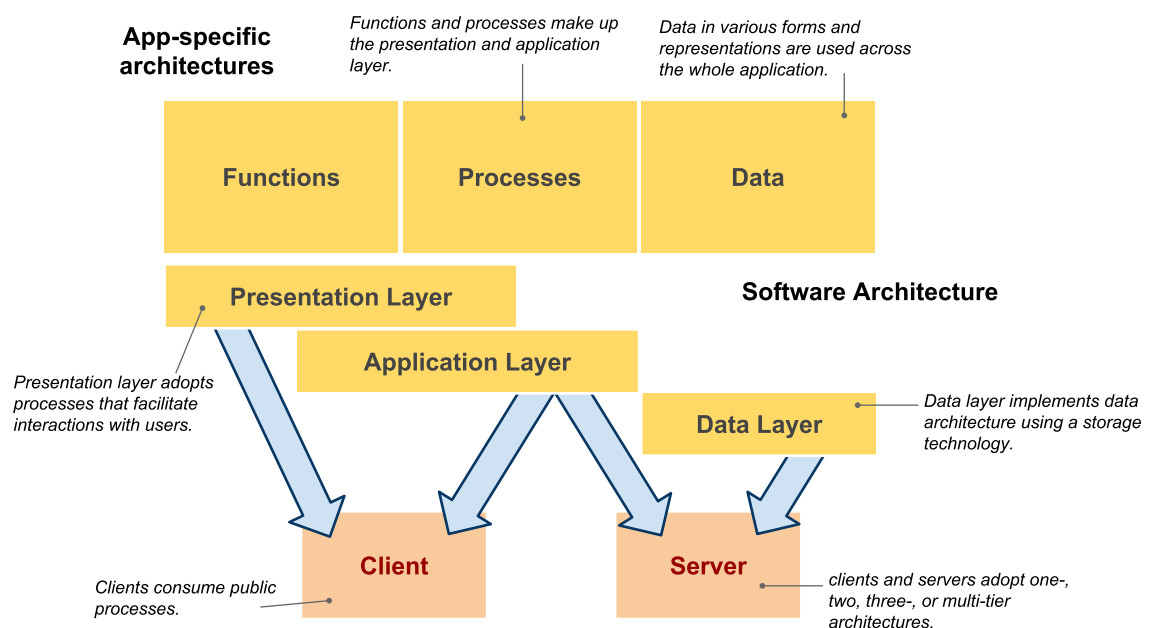 App-specific
architectures
Functions and processes make up
the presentation and application
layer.
Data in various forms and
representations are used across
the whole application.
Functions
Processes
Data
Presentation Layer
Software Architecture
Application Layer
Presentation layer adopts
processes that facilitate
interactions with users.
Data Layer
Data layer implements data
architecture using a storage
technology.
Client
Server
Clients consume public
processes.
clients and servers adopt one-,
two, three-, or multi-tier
architectures.